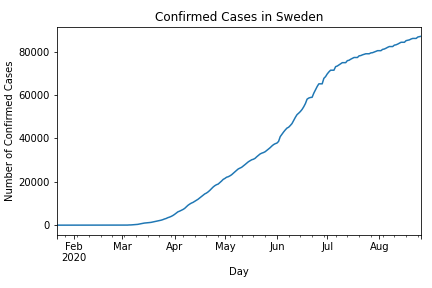 Confirmed Cases in Sweden
Number of Confirmed Cases
80000
60000
40000
20000
0
Feb Mar Apr May Jun Jul Aug
2020
Day